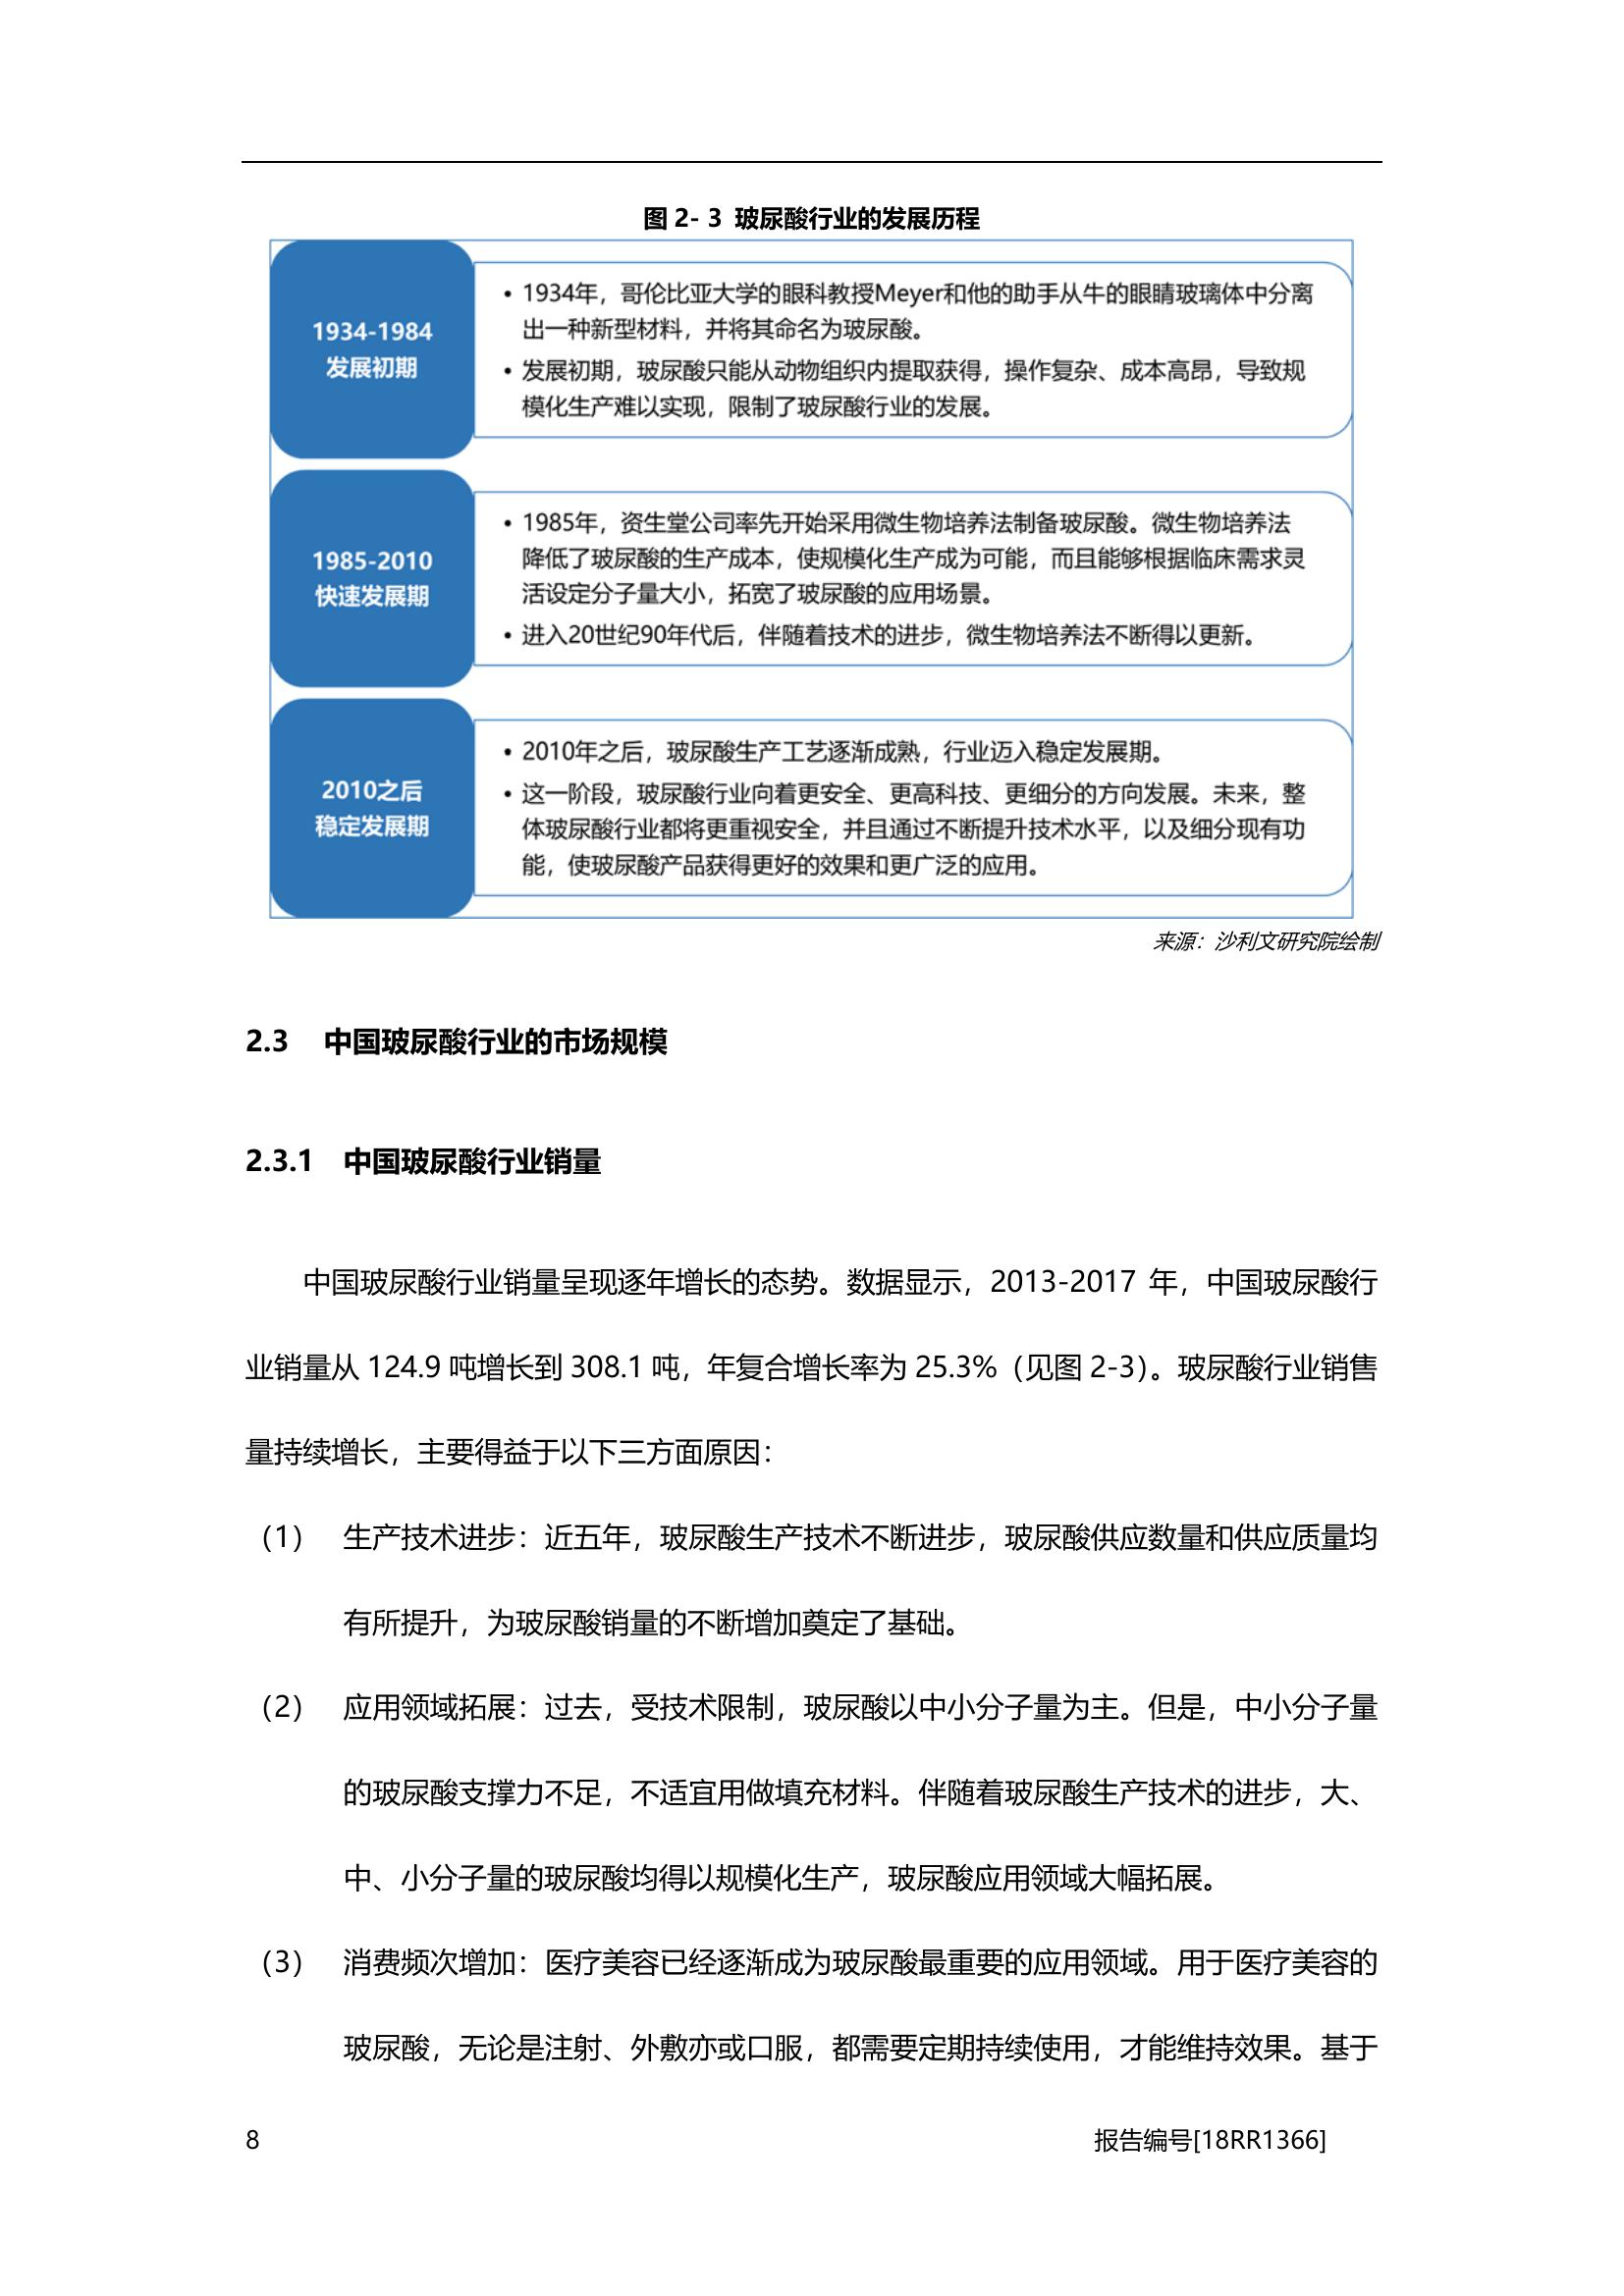 图 2- 3 玻尿酸行业的发展历程
1934-1984
发展初期
• 1934年，哥伦比亚大学的眼科教授Meyer和他的助手从牛的眼睛玻璃体中分离
出一种新型材料，并将其命名为玻尿酸。
• 发展初期，玻尿酸只能从动物组织内提取获得，操作复杂、成本高昂，导致规
模化生产难以实现，限制了玻尿酸行业的发展。
1985-2010
快速发展期
• 1985年，资生堂公司率先开始采用微生物培养法制备玻尿酸。微生物培养法
降低了玻尿酸的生产成本，使规模化生产成为可能，而且能够根据临床需求灵
活设定分子量大小，拓宽了玻尿酸的应用场景。
• 进入20世纪90年代后，伴随着技术的进步，微生物培养法不断得以更新。
2010之后
稳定发展期
• 2010年之后，玻尿酸生产工艺逐渐成熟，行业迈入稳定发展期。
• 这一阶段，玻尿酸行业向着更安全、更高科技、更细分的方向发展。未来，整
体玻尿酸行业都将更重视安全，并且通过不断提升技术水平，以及细分现有功
能，使玻尿酸产品获得更好的效果和更广泛的应用。
来源：沙利文研究院绘制
2.3 中国玻尿酸行业的市场规模
2.3.1 中国玻尿酸行业销量
中国玻尿酸行业销量呈现逐年增长的态势。数据显示，2013-2017 年，中国玻尿酸行
业销量从 124.9 吨增长到 308.1 吨，年复合增长率为 25.3%（见图 2-3）。玻尿酸行业销售
量持续增长，主要得益于以下三方面原因：
（1） 生产技术进步：近五年，玻尿酸生产技术不断进步，玻尿酸供应数量和供应质量均
有所提升，为玻尿酸销量的不断增加奠定了基础。
（2） 应用领域拓展：过去，受技术限制，玻尿酸以中小分子量为主。但是，中小分子量
的玻尿酸支撑力不足，不适宜用做填充材料。伴随着玻尿酸生产技术的进步，大、
中、小分子量的玻尿酸均得以规模化生产，玻尿酸应用领域大幅拓展。
（3） 消费频次增加：医疗美容已经逐渐成为玻尿酸最重要的应用领域。用于医疗美容的
玻尿酸，无论是注射、外敷亦或口服，都需要定期持续使用，才能维持效果。基于
8 报告编号[18RR1366]